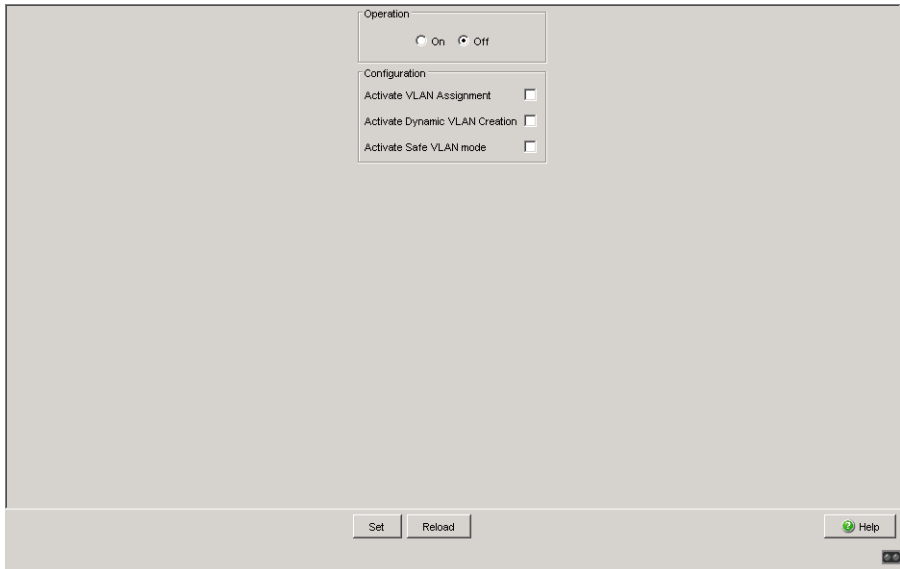 Operation
On Off
Configuration
Activate VLAN Assignment
Activate Dynamic VLAN Creation
Activate Safe VLAN mode
Set Reload Help